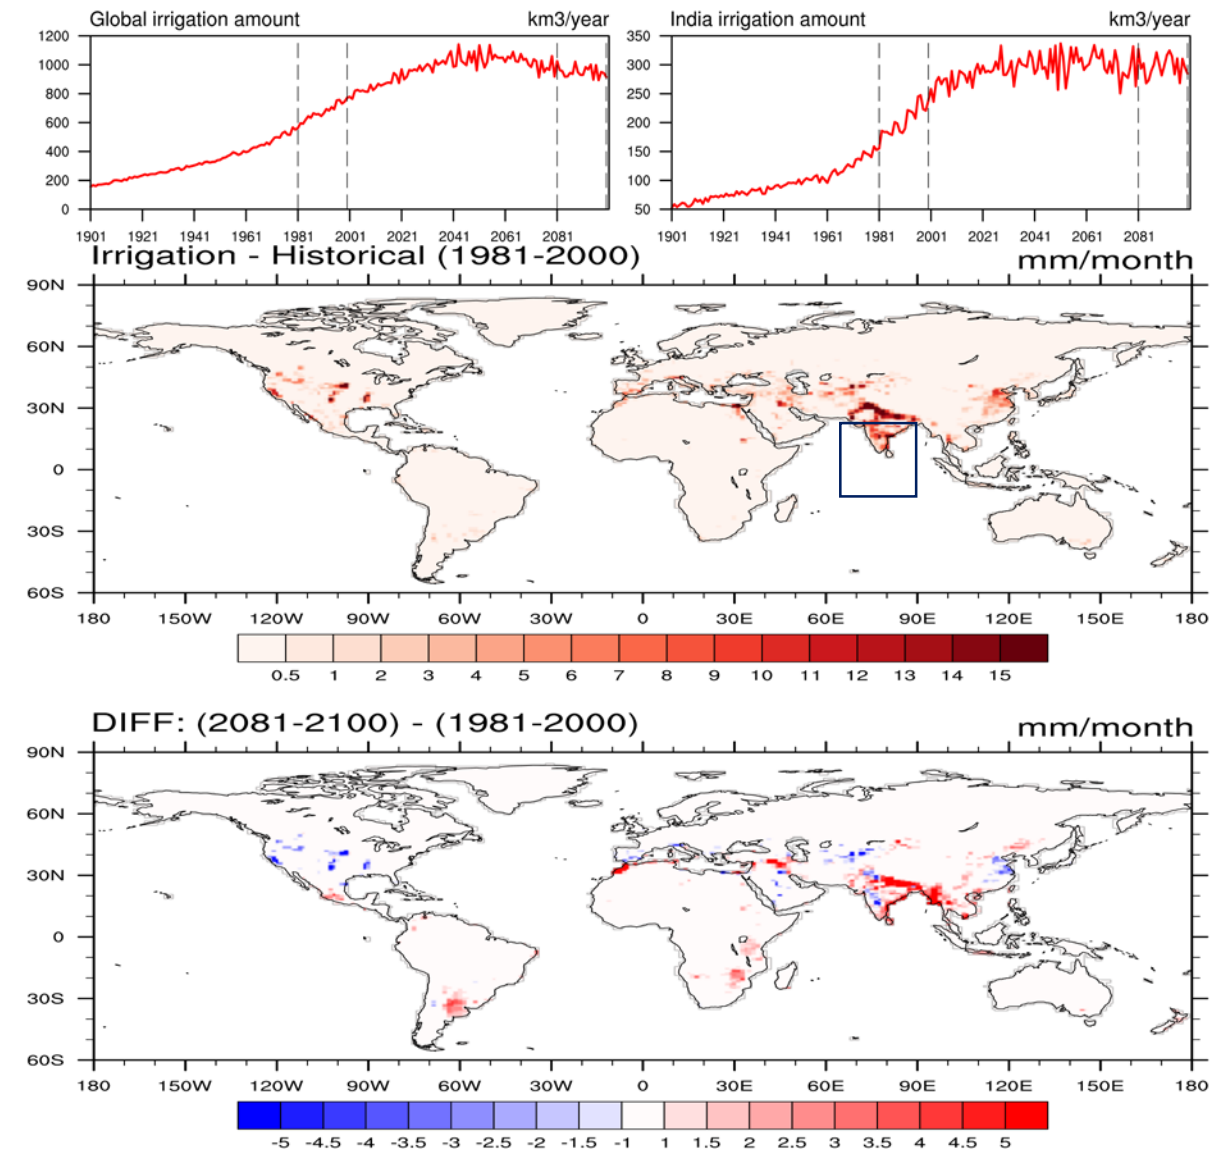 Global irrigation amount km3/year
1200
1000
800
600
400
200
0
1901 1921 1941 1961 1981 2001 2021 2041 2061 2081
India irrigation amount km3/year
350
300
250
200
150
100
50
1901 1921 1941 1961 1981 2001 2021 2041 2061 2081
Irrigation - Historical (1981-2000) mm/month
90N
60N
30N
0
30S
60S
180 150W 120W 90W 60W 30W 0 30E 60E 90E 120E 150E 180
0.5 1 2 3 4 5 6 7 8 9 10 11 12 13 14 15
DIFF: (2081-2100) - (1981-2000) mm/month
90N
60N
30N
0
30S
60S
180 150W 120W 90W 60W 30W 0 30E 60E 90E 120E 150E 180
-5 -4.5 -4 -3.5 -3 -2.5 -2 -1.5 -1 1 1.5 2 2.5 3 3.5 4 4.5 5